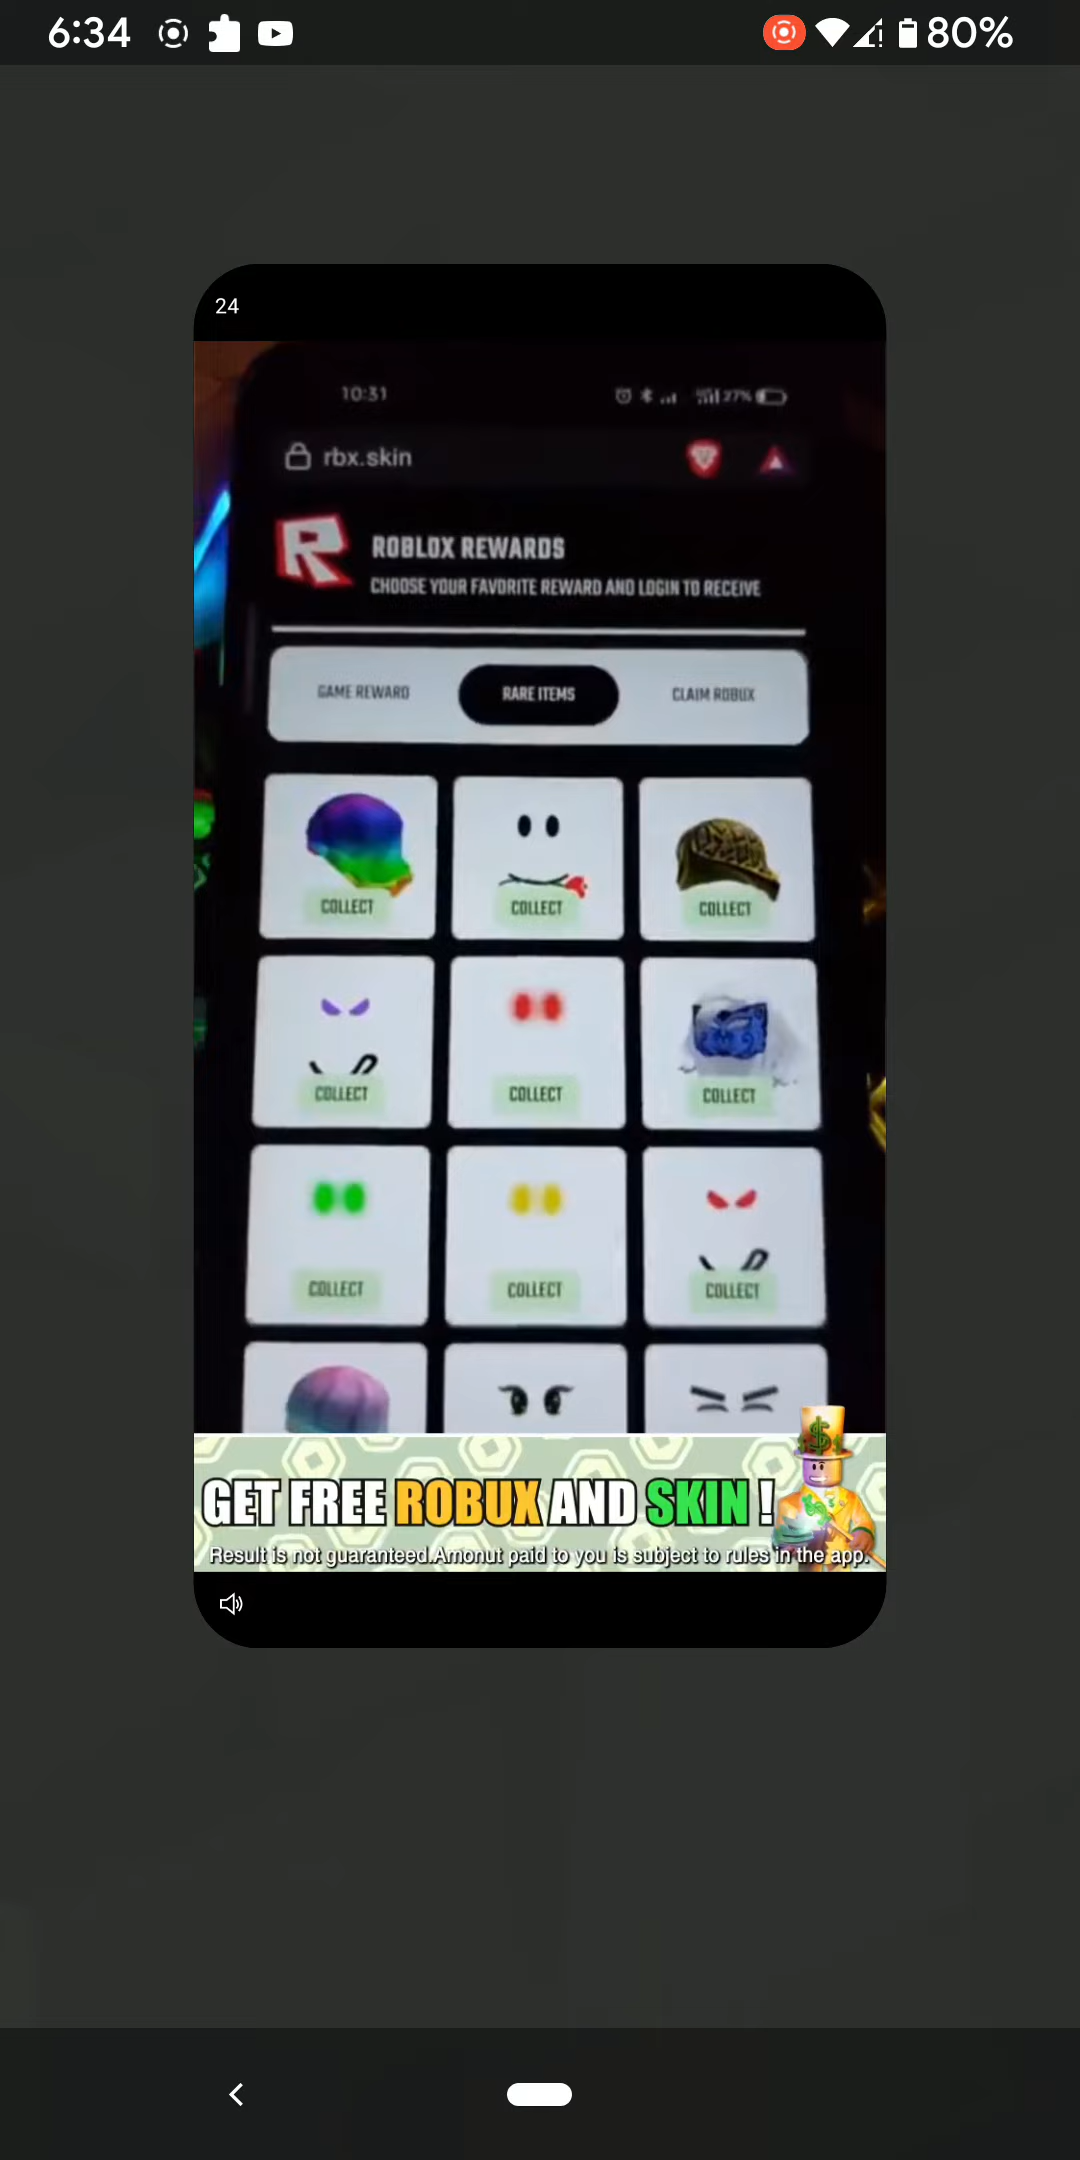 6:34
80%
24
10:31
27%
rbx.skin
ROBLOX REWARDS
CHOOSE YOUR FAVORITE REWARD AND LOGIN TO RECEIVE
GAME REWARD
RARE ITEMS
CLAIM ROBUX
COLLECT
COLLECT
COLLECT
COLLECT
COLLECT
COLLECT
COLLECT
COLLECT
COLLECT
GET FREE ROBUX AND SKIN !
Result is not guaranteed.Amonut paid to you is subject to rules in the app.